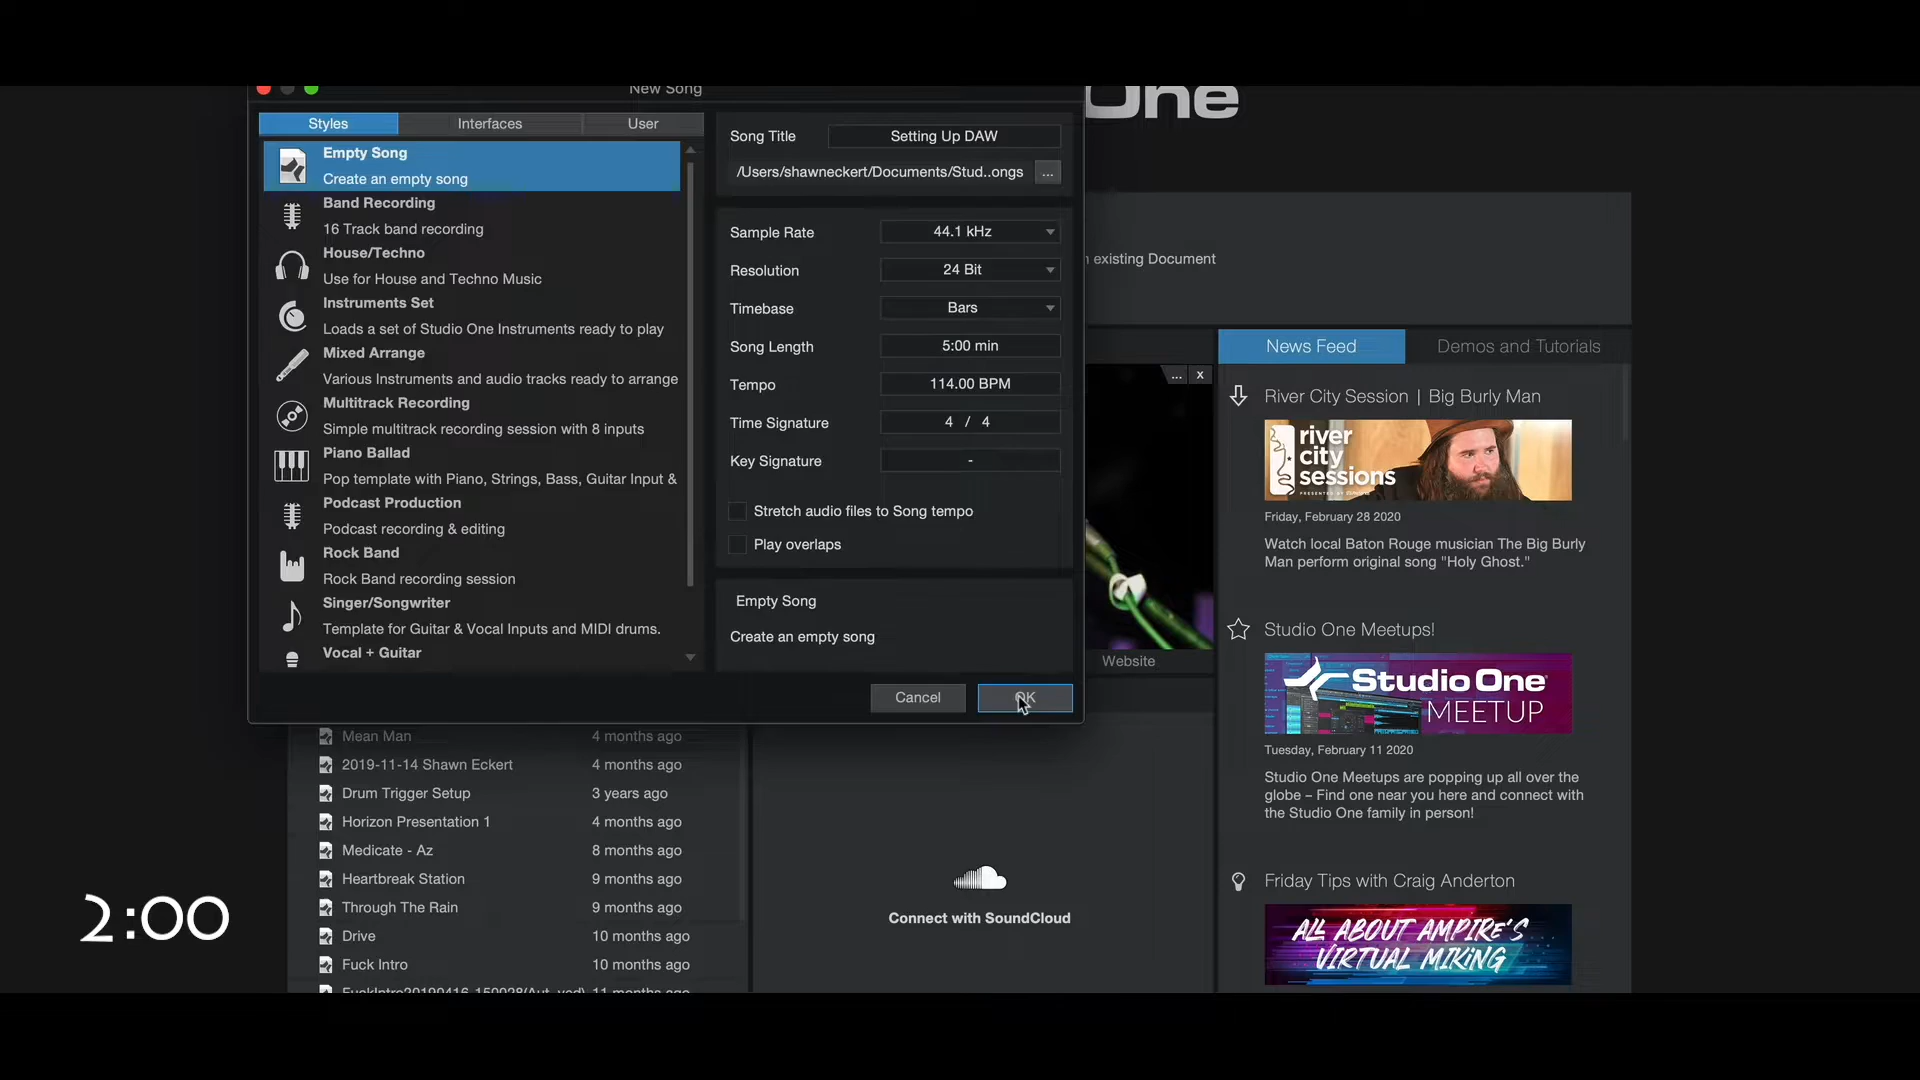 New Song
One
Styles
Interfaces
User
Empty Song
Create an empty song
Band Recording
16 Track band recording
House/Techno
Use for House and Techno Music
Instruments Set
Loads a set of Studio One Instruments ready to play
Mixed Arrange
Various Instruments and audio tracks ready to arrange
Multitrack Recording
Simple multitrack recording session with 8 inputs
Piano Ballad
Pop template with Piano, Strings, Bass, Guitar Input &
Podcast Production
Podcast recording & editing
Rock Band
Rock Band recording session
Singer/Songwriter
Template for Guitar & Vocal Inputs and MIDI drums.
Vocal + Guitar
Song Title
Setting Up DAW
/Users/shawneckert/Documents/Stud..ongs
...
Sample Rate
44.1 kHz
Resolution
24 Bit
Timebase
Bars
Song Length
5:00 min
Tempo
114.00 BPM
Time Signature
4 / 4
Key Signature
-
Stretch audio files to Song tempo
Play overlaps
Empty Song
Create an empty song
Cancel
OK
existing Document
... x
Website
Mean Man 4 months ago
2019-11-14 Shawn Eckert 4 months ago
Drum Trigger Setup 3 years ago
Horizon Presentation 1 4 months ago
Medicate - Az 8 months ago
Heartbreak Station 9 months ago
Through The Rain 9 months ago
Drive 10 months ago
Fuck Intro 10 months ago
11 months ago
Connect with SoundCloud
News Feed
Demos and Tutorials
River City Session | Big Burly Man
river
city
sessions
Friday, February 28 2020
Watch local Baton Rouge musician The Big Burly
Man perform original song "Holy Ghost."
Studio One Meetups!
Studio One
MEETUP
Tuesday, February 11 2020
Studio One Meetups are popping up all over the
globe – Find one near you here and connect with
the Studio One family in person!
Friday Tips with Craig Anderton
ALL ABOUT AMPIRE'S
VIRTUAL MIKING
2:00